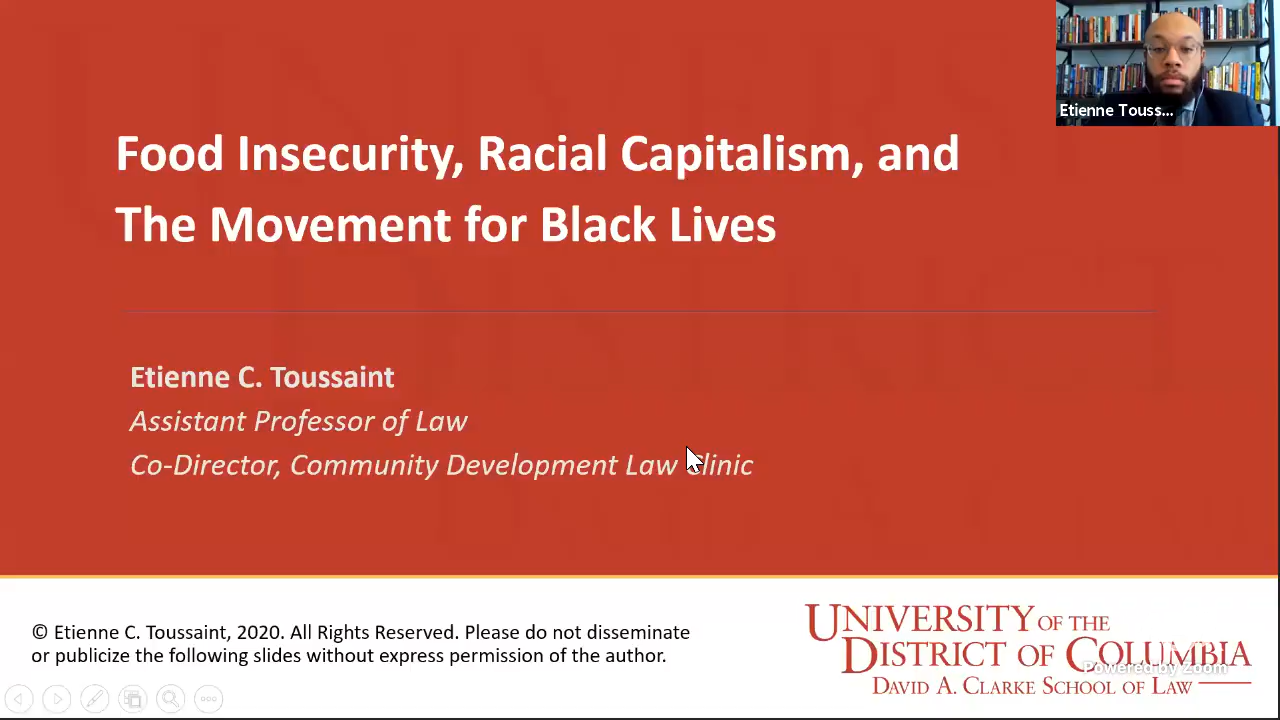 Etienne Touss...
Food Insecurity, Racial Capitalism, and
The Movement for Black Lives
Etienne C. Toussaint
Assistant Professor of Law
Co-Director, Community Development Law Clinic
© Etienne C. Toussaint, 2020. All Rights Reserved. Please do not disseminate
or publicize the following slides without express permission of the author.
UNIVERSITY OF THE
DISTRICT OF COLUMBIA
DAVID A. CLARKE SCHOOL OF LAW
Powered by Zoom